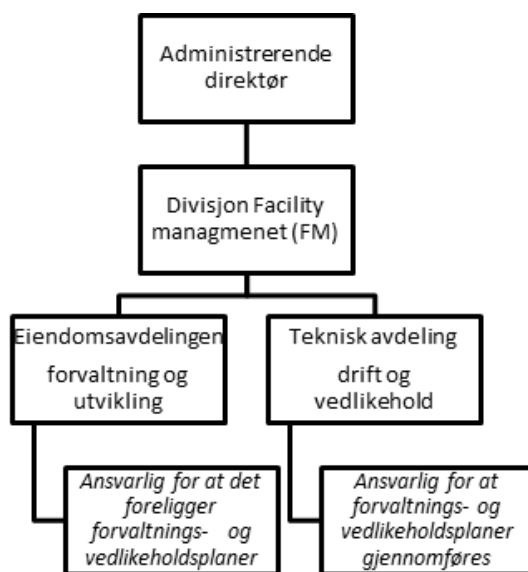 Administrerende
direktør
Divisjon Facility
managmenet (FM)
Eiendomsavdelingen
forvaltning og
utvikling
Teknisk avdeling
drift og
vedlikehold
Ansvarlig for at det
foreligger
forvaltnings- og
vedlikeholdsplaner
Ansvarlig for at
forvaltnings- og
vedlikeholdsplaner
gjennomføres